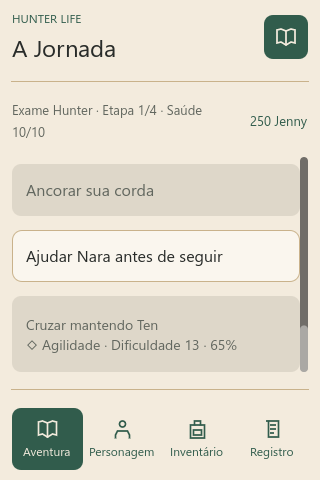 HUNTER LIFE
A Jornada
Exame Hunter · Etapa 1/4 · Saúde
10/10
250 Jenny
Ancorar sua corda
Ajudar Nara antes de seguir
Cruzar mantendo Ten
◇ Agilidade · Dificuldade 13 · 65%
Aventura
Personagem
Inventário
Registro